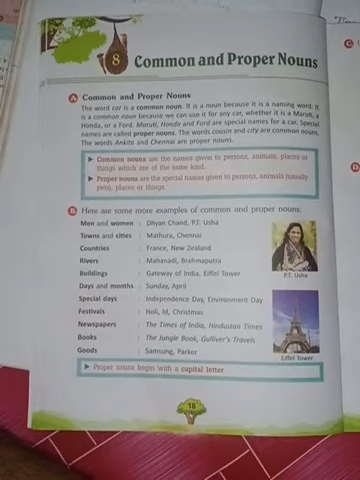 8
Common and Proper Nouns
A Common and Proper Nouns
The word car is a common noun. It is a noun because it is a naming word. It
is a common noun because we can use it for any car, whether it is a Maruti, a
Honda, or a Ford. Maruti, Honda and Ford are special names for a car. Special
names are called proper nouns. The words cousin and city are common nouns.
The words Ankita and Chennai are proper nouns.
▶ Common nouns are the names given to persons, animals, places or
things which are of the same kind.
▶ Proper nouns are the special names given to persons, animals (usually
pets), places or things.
B Here are some more examples of common and proper nouns:
Men and women : Dhyan Chand, P.T. Usha
Towns and cities : Mathura, Chennai
Countries : France, New Zealand
Rivers : Mahanadi, Brahmaputra
Buildings : Gateway of India, Eiffel Tower
P.T. Usha
Days and months : Sunday, April
Special days : Independence Day, Environment Day
Festivals : Holi, Id, Christmas
Newspapers : The Times of India, Hindustan Times
Books : The Jungle Book, Gulliver's Travels
Goods : Samsung, Parker
Eiffel Tower
▶ Proper nouns begin with a capital letter.
18
C
D